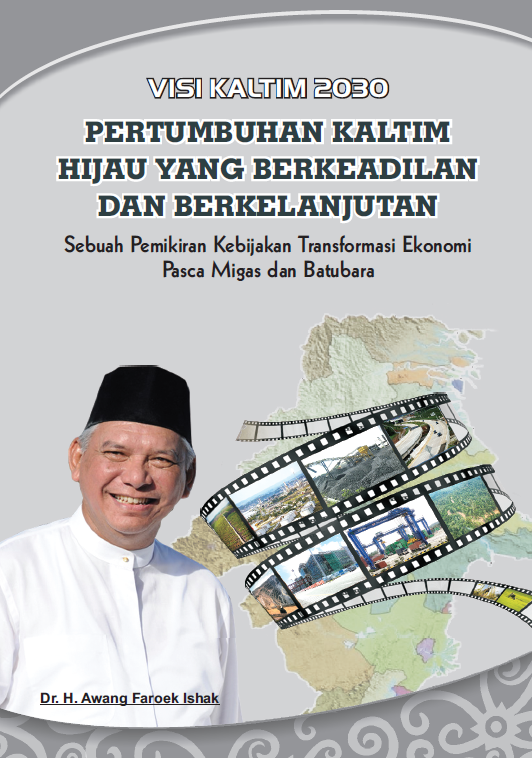 VISI KALTIM 2030
PERTUMBUHAN KALTIM
HIJAU YANG BERKEADILAN
DAN BERKELANJUTAN
Sebuah Pemikiran Kebijakan Transformasi Ekonomi
Pasca Migas dan Batubara
Dr. H. Awang Faroek Ishak